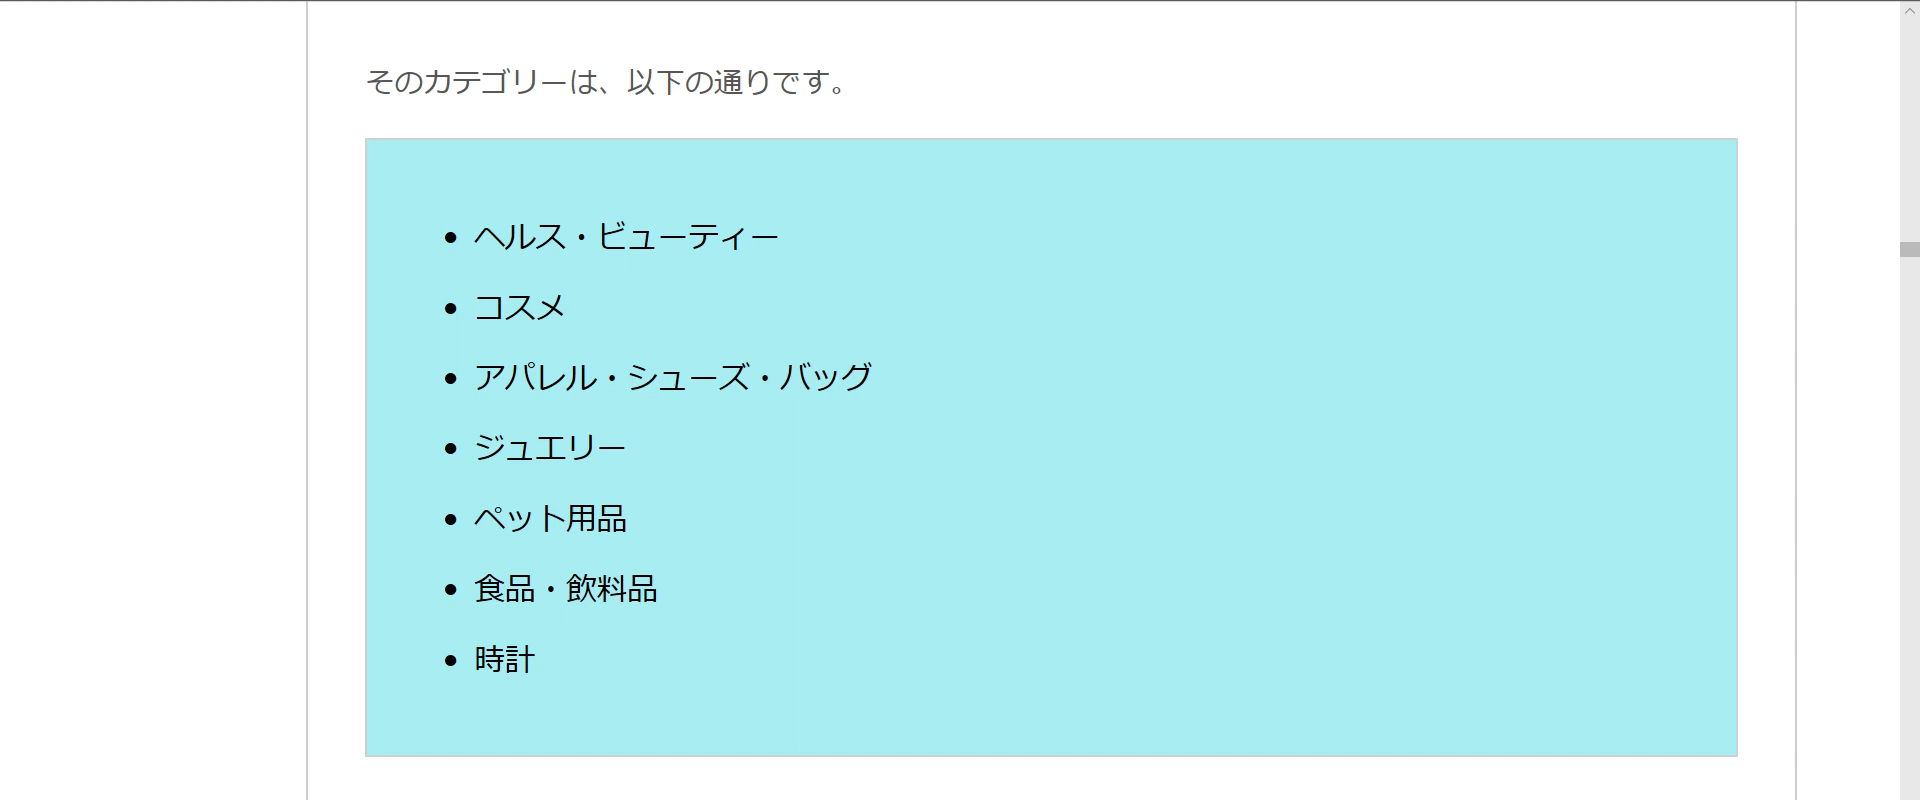 そのカテゴリーは、以下の通りです。
• ヘルス・ビューティー
• コスメ
• アパレル・シューズ・バッグ
• ジュエリー
• ペット用品
• 食品・飲料品
• 時計